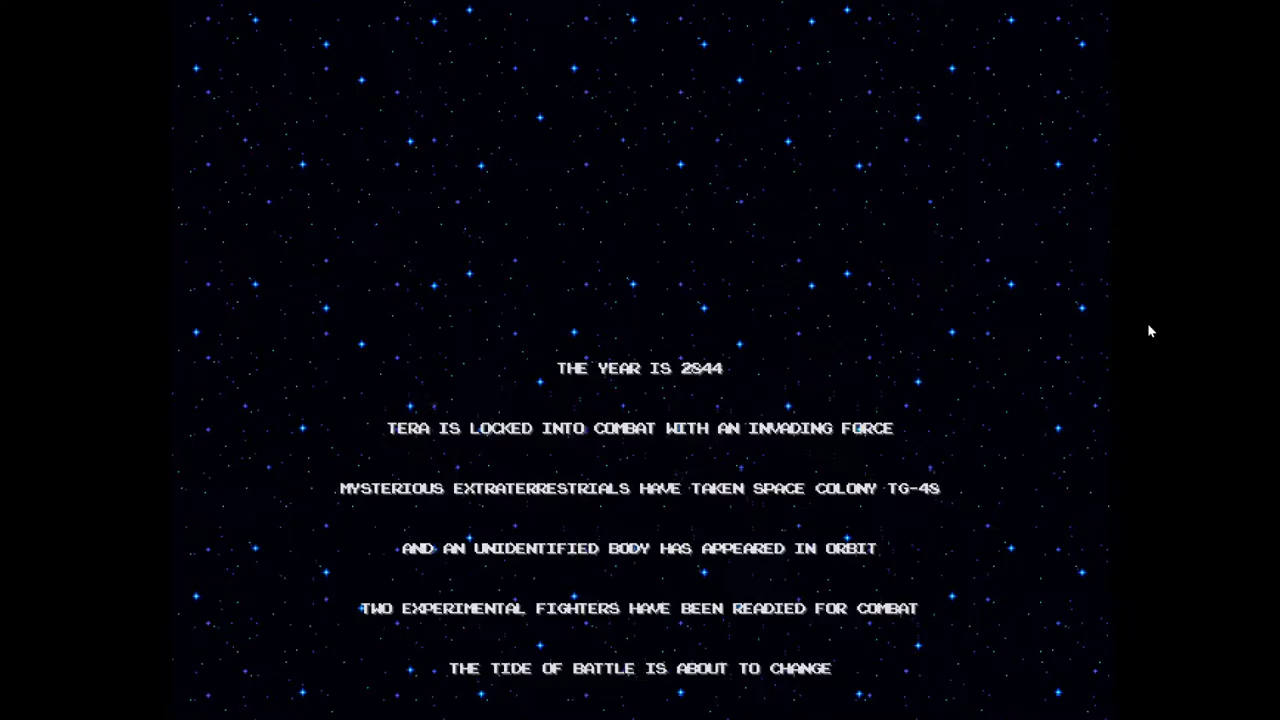 THE YEAR IS 2844
TERA IS LOCKED INTO COMBAT WITH AN INVADING FORCE
MYSTERIOUS EXTRATERRESTRIALS HAVE TAKEN SPACE COLONY TG-48
AND AN UNIDENTIFIED BODY HAS APPEARED IN ORBIT
TWO EXPERIMENTAL FIGHTERS HAVE BEEN READIED FOR COMBAT
THE TIDE OF BATTLE IS ABOUT TO CHANGE